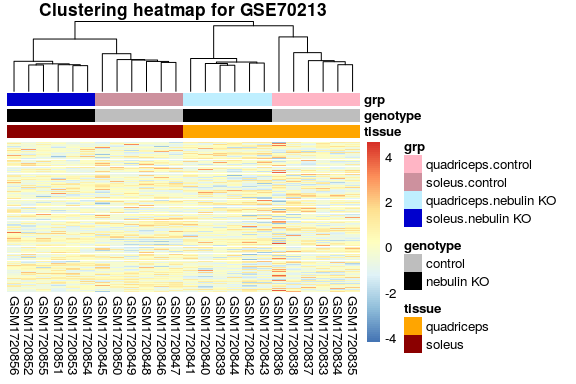 Clustering heatmap for GSE70213
grp
genotype
tissue
4
2
0
-2
-4
grp
quadriceps.control
soleus.control
quadriceps.nebulin KO
soleus.nebulin KO
genotype
control
nebulin KO
tissue
quadriceps
soleus
GSM1720856
GSM1720852
GSM1720855
GSM1720851
GSM1720853
GSM1720854
GSM1720845
GSM1720850
GSM1720849
GSM1720848
GSM1720846
GSM1720847
GSM1720841
GSM1720840
GSM1720839
GSM1720844
GSM1720842
GSM1720843
GSM1720836
GSM1720838
GSM1720837
GSM1720833
GSM1720834
GSM1720835